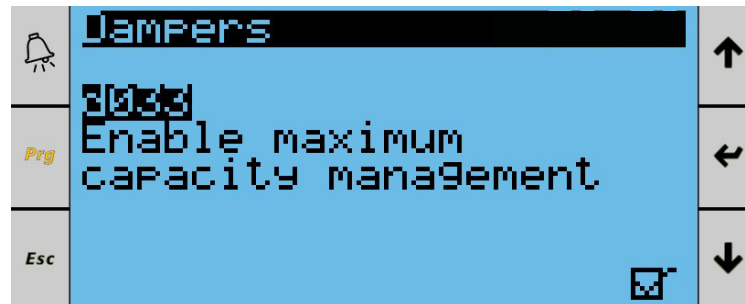 Dampers
Enable maximum
capacity management
Prg
Esc